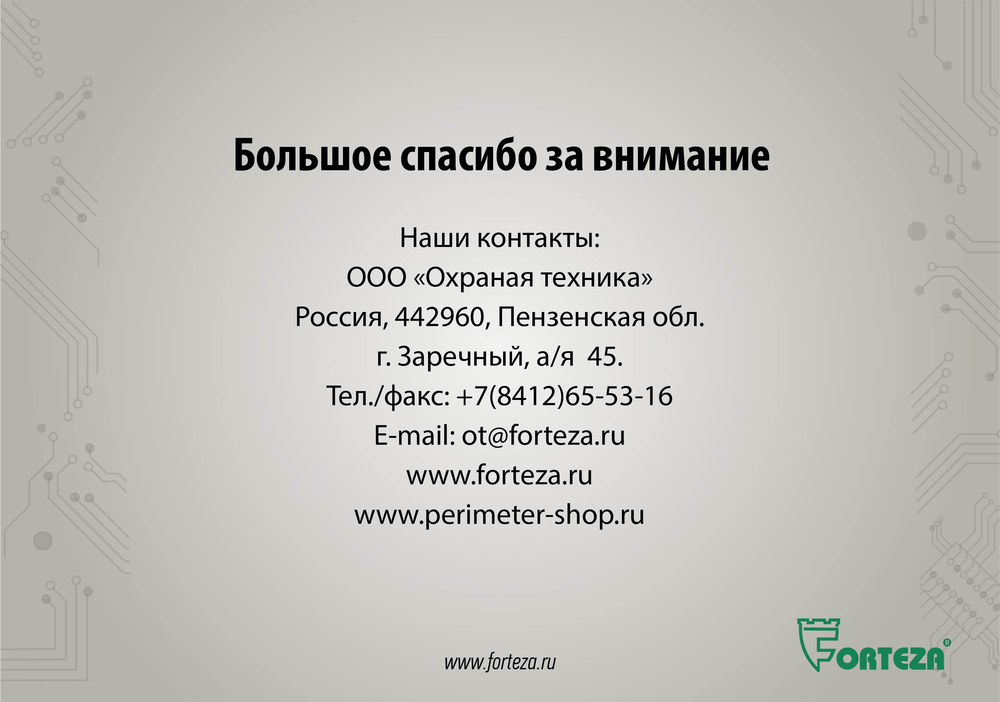 Большое спасибо за внимание
Наши контакты:
ООО «Охраная техника»
Россия, 442960, Пензенская обл.
г. Заречный, а/я 45.
Тел./факс: +7(8412)65-53-16
E-mail: ot@forteza.ru
www.forteza.ru
www.perimeter-shop.ru
www.forteza.ru
FORTEZA®